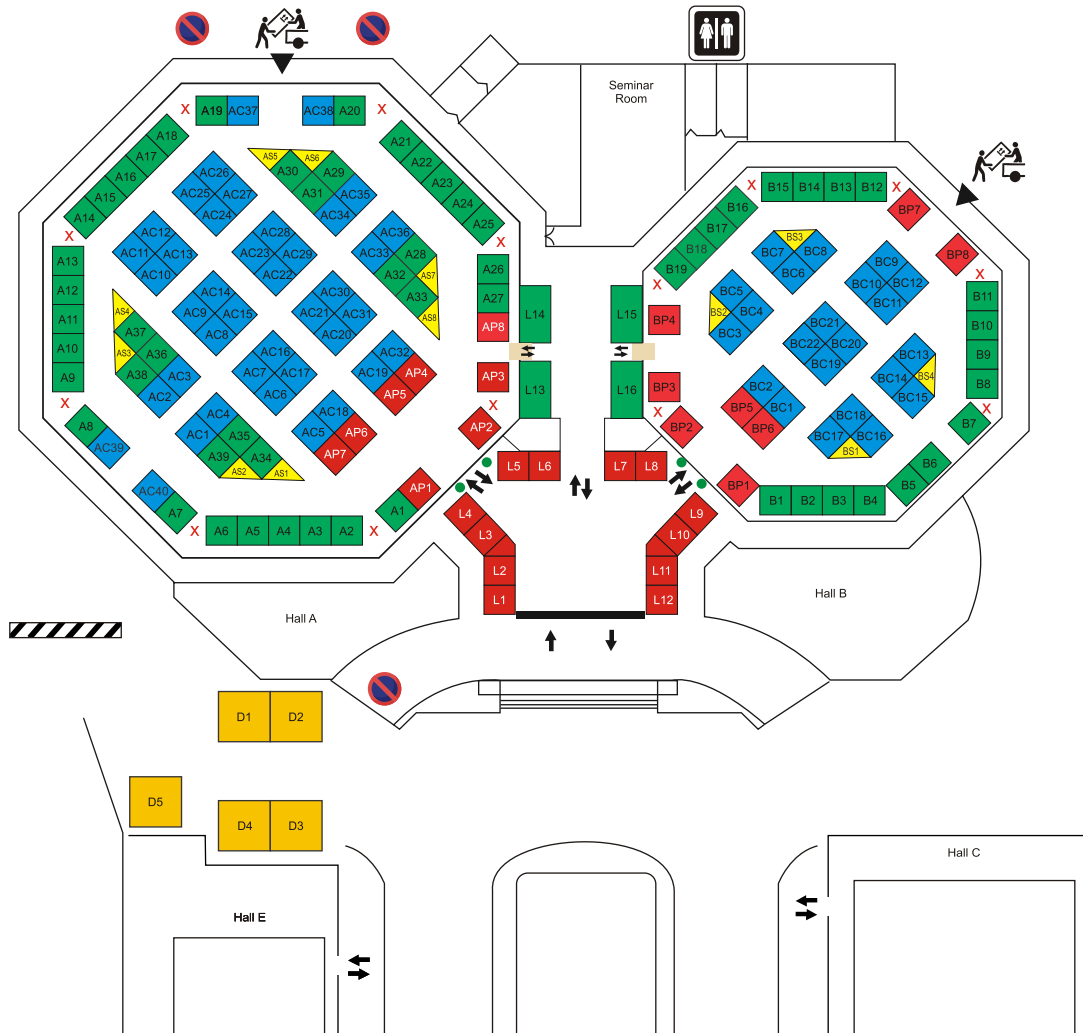 Seminar
Room
X A19 AC37 AC38 A20 X
A18
A17
A16
A15
A14
X
A21
A22
A23
A24
A25
X
AS5 AS6
A30 A29
A31 AC35
AC34
AC26
AC25 AC27
AC24
AC12
AC11 AC13
AC10
AC28
AC23 AC29
AC22
AC36
AC33 A28
A32 AS7
A33
AS8
A13
A12
A11
A10
A9
X
A26
A27
AP8
AP3
AP2
AC14
AC9 AC15
AC8
AC30
AC21 AC31
AC20
AS4
A37
AS3 A36
A38 AC3
AC2
AC16
AC7 AC17
AC6
AC32
AC19 AP4
AP5
A8
AC39
AC4
AC1 A35
A39 A34
AS2 AS1
AC18
AC5 AP6
AP7
AC40
A7
X
A6 A5 A4 A3 A2
X
A1
AP1
L14
L13
L15
L16
L5 L6
L7 L8
L4
L3
L2
L1
L9
L10
L11
L12
B15 B14 B13 B12
X
BP7
BP8
X
X
B16
B17
B18
B19
X
BP4
BP3
X
BP2
BP1
BS3
BC7 BC8
BC6
BC9
BC10 BC12
BC11
BC5
BS2 BC4
BC3
BC21
BC22 BC20
BC19
BC13
BC14 BS4
BC15
BC2
BP5 BC1
BP6
BC18
BC17 BC16
BS1
B11
B10
B9
B8
X
B7
B6
B5
B1 B2 B3 B4
Hall A
Hall B
D1 D2
D5
D4 D3
Hall C
Hall E